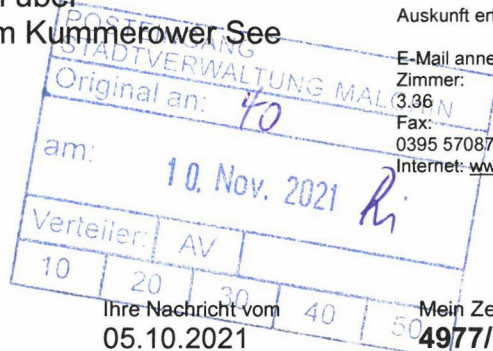 über
m Kummerower See
POSTEINGANG
STADTVERWALTUNG MALCHIN
Original an: 40
am:
10. Nov. 2021 Ri
Verteiler: AV
10 20 30 40 50
Auskunft er
E-Mail anne
Zimmer:
3.36
Fax:
0395 57087
Internet: ww
Ihre Nachricht vom
05.10.2021
Mein Ze
4977/